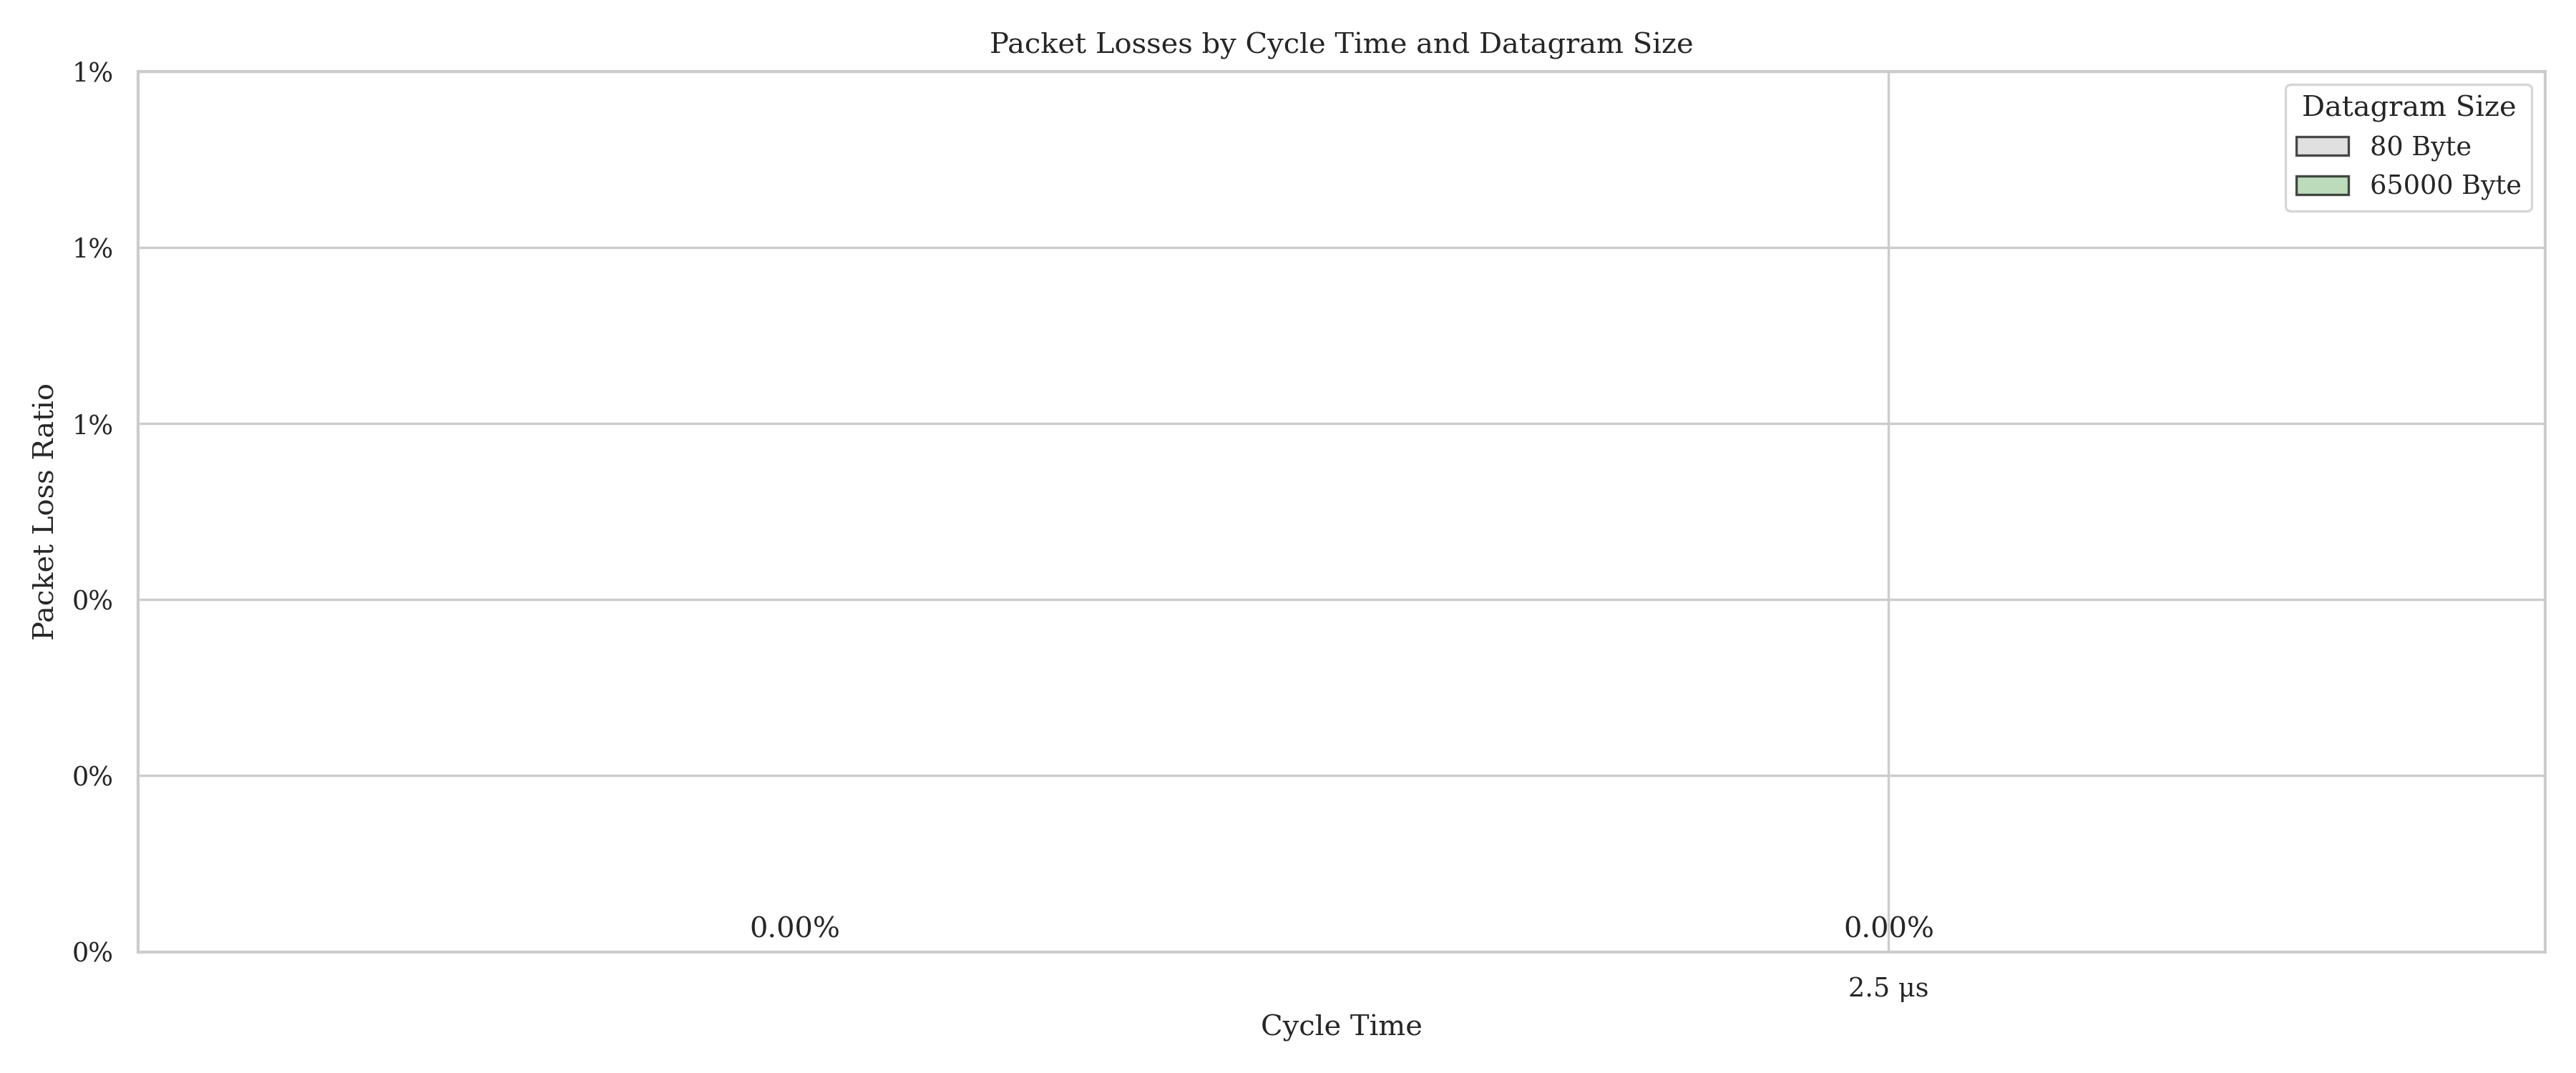 Packet Losses by Cycle Time and Datagram Size
1%
1%
1%
0%
0%
0%
Packet Loss Ratio
Datagram Size
80 Byte
65000 Byte
0.00%
0.00%
2.5 µs
Cycle Time